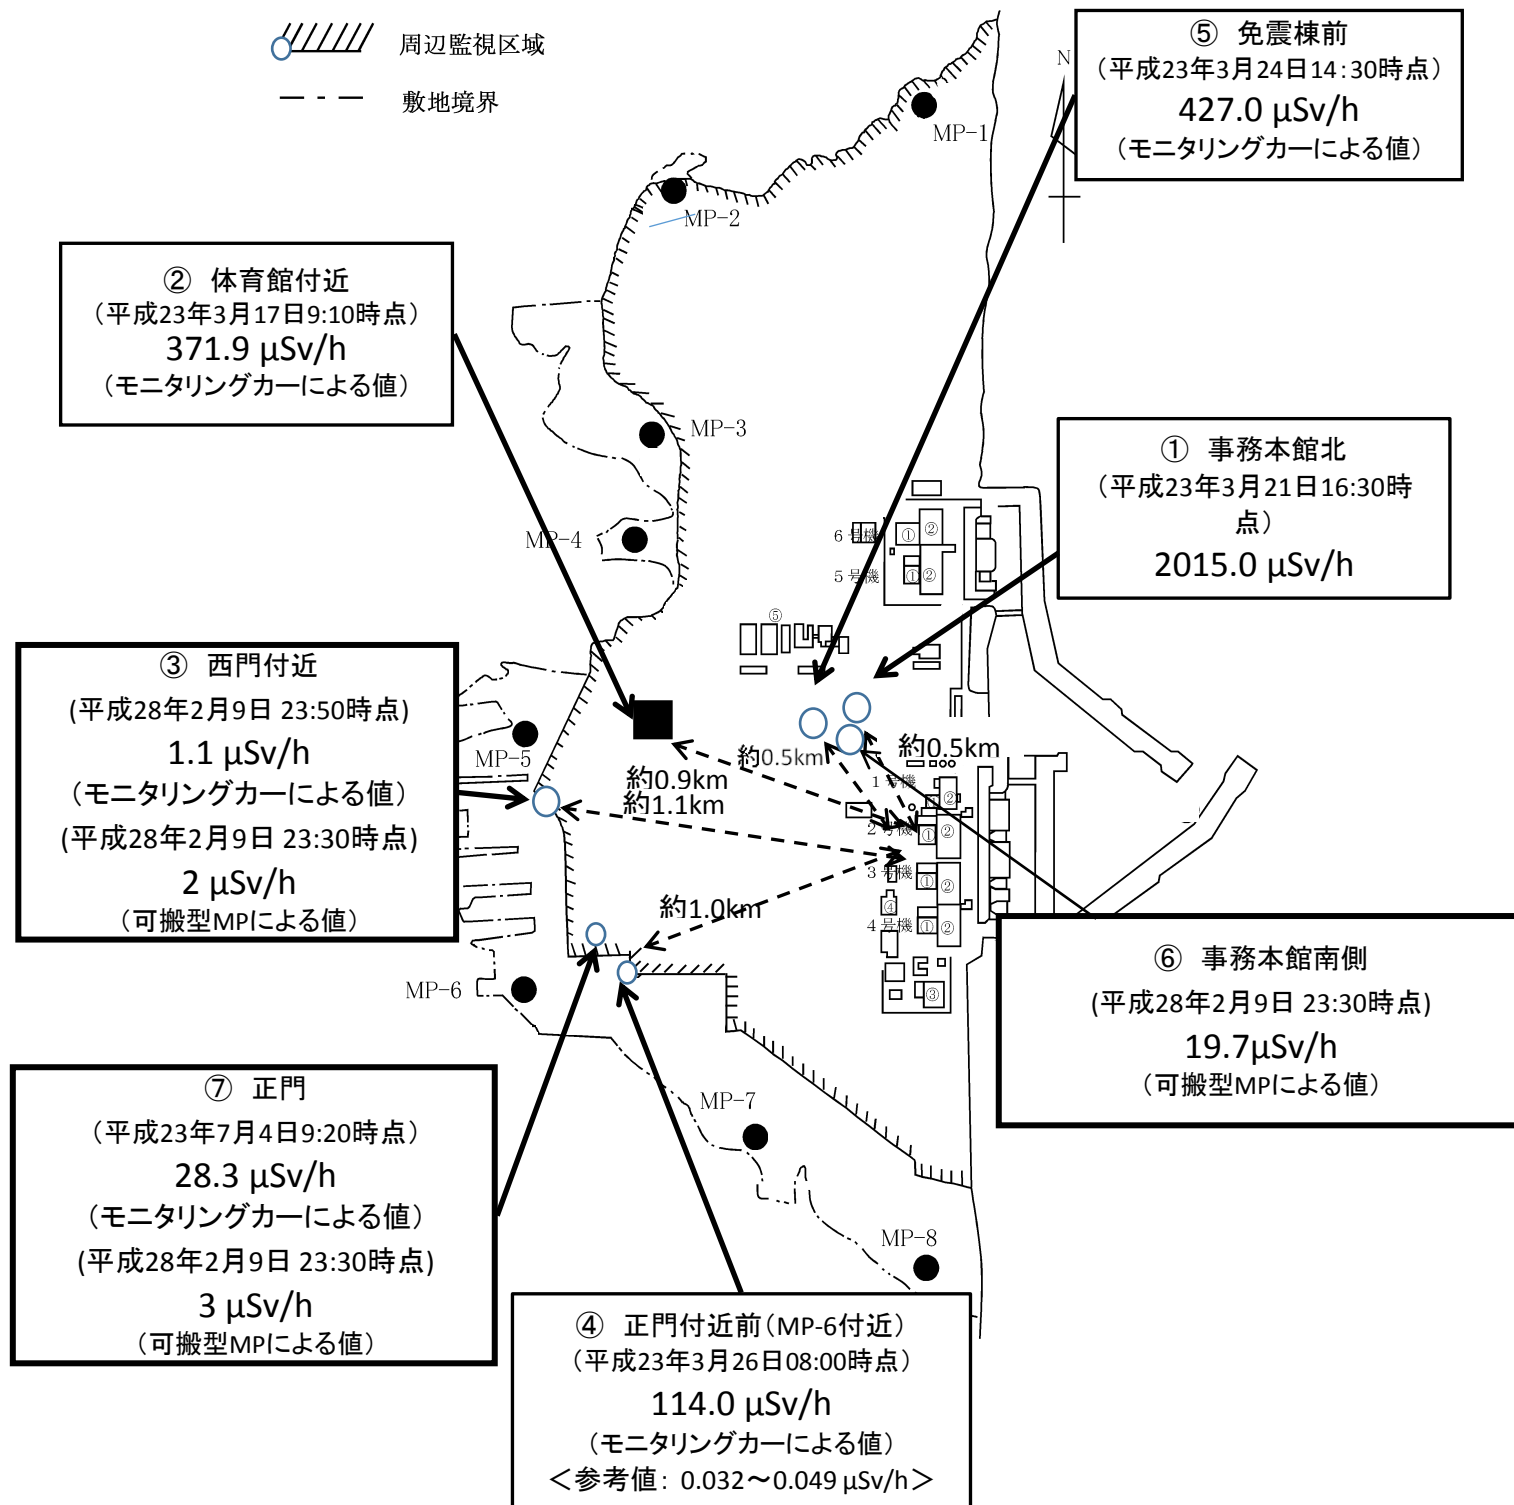 周辺監視区域
敷地境界
N
⑤ 免震棟前
（平成23年3月24日14:30時点）
427.0 μSv/h
（モニタリングカーによる値）
MP-1
MP-2
② 体育館付近
（平成23年3月17日9:10時点）
371.9 μSv/h
（モニタリングカーによる値）
MP-3
MP-4
① 事務本館北
（平成23年3月21日16:30時
点）
2015.0 μSv/h
６号機
①
②
５号機
①
②
⑤
③ 西門付近
(平成28年2月9日 23:50時点)
1.1 μSv/h
（モニタリングカーによる値）
(平成28年2月9日 23:30時点)
2 μSv/h
（可搬型MPによる値）
MP-5
約0.5km
約0.5km
約0.9km
約1.1km
約1.0km
１号機
①
②
２号機
①
②
３号機
①
②
④
４号機
①
②
③
MP-6
⑥ 事務本館南側
(平成28年2月9日 23:30時点)
19.7μSv/h
（可搬型MPによる値）
⑦ 正門
（平成23年7月4日9:20時点）
28.3 μSv/h
（モニタリングカーによる値）
(平成28年2月9日 23:30時点)
3 μSv/h
（可搬型MPによる値）
MP-7
MP-8
④ 正門付近前（MP-6付近）
（平成23年3月26日08:00時点）
114.0 μSv/h
（モニタリングカーによる値）
＜参考値： 0.032～0.049 μSv/h＞